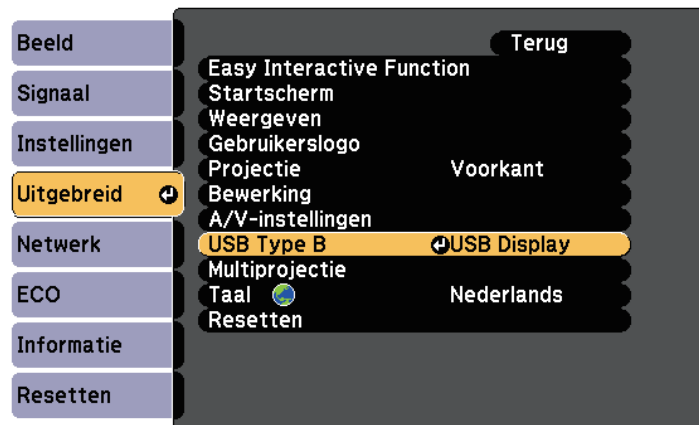 Beeld
Signaal
Instellingen
Uitgebreid
Netwerk
ECO
Informatie
Resetten
Terug
Easy Interactive Function
Startscherm
Weergeven
Gebruikerslogo
Projectie Voorkant
Bewerking
A/V-instellingen
USB Type B USB Display
Multiprojectie
Taal Nederlands
Resetten